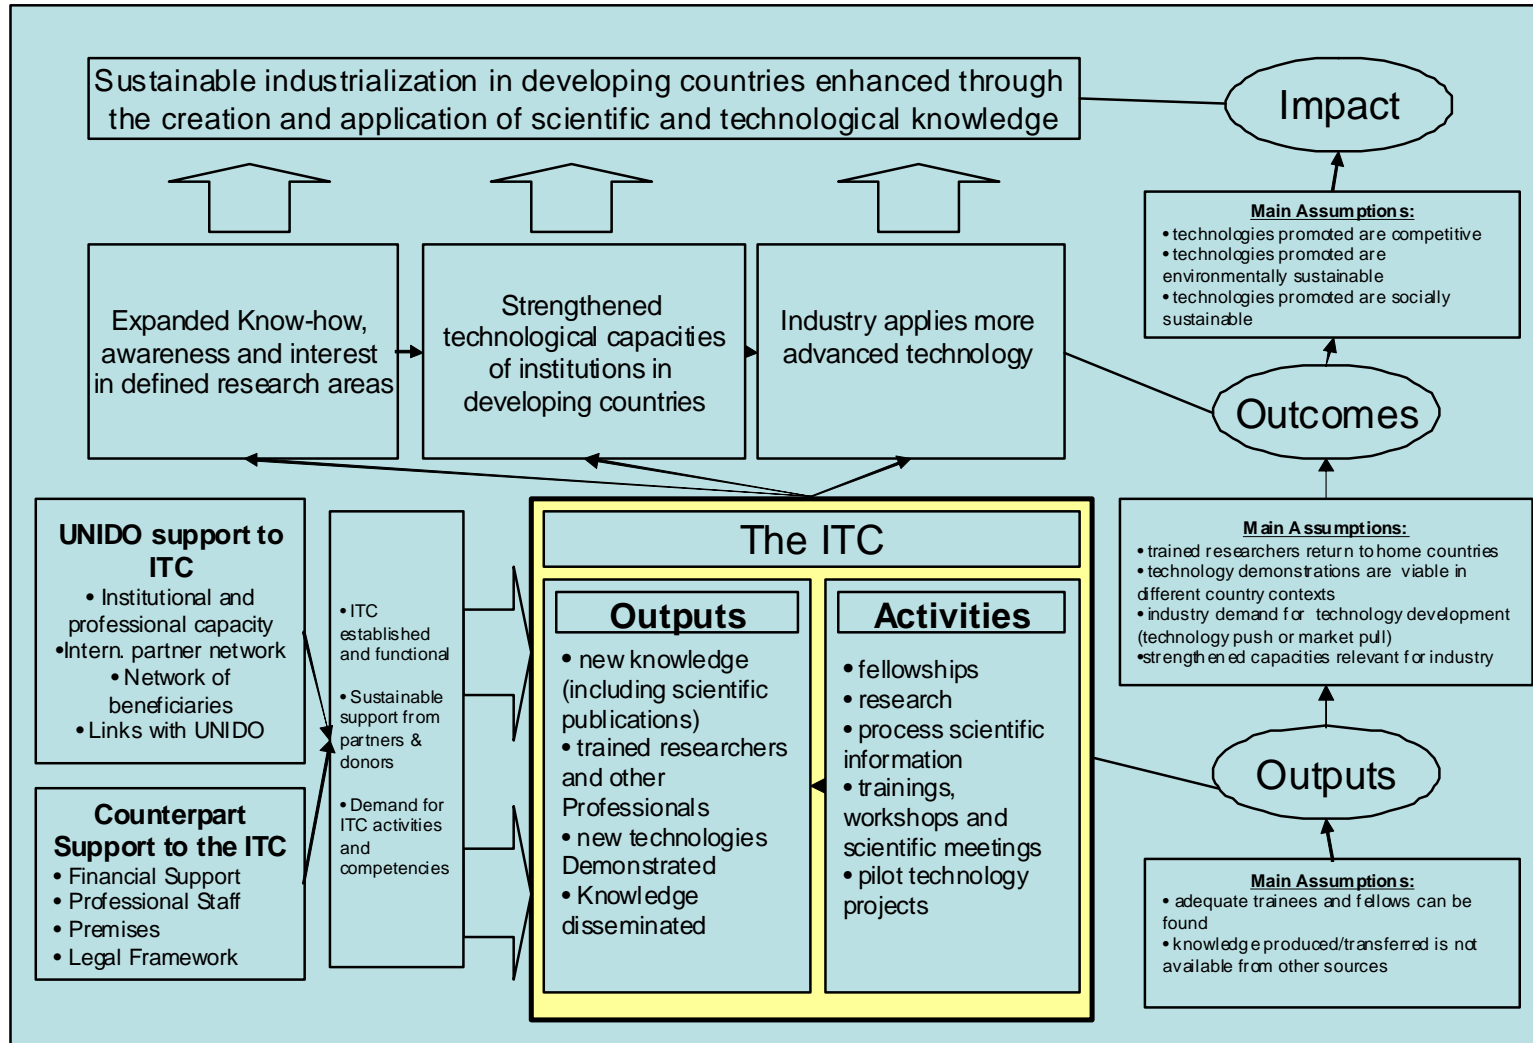 Sustainable industrialization in developing countries enhanced through
the creation and application of scientific and technological knowledge
Impact
Main Assumptions:
• technologies promoted are competitive
• technologies promoted are
environmentally sustainable
• technologies promoted are socially
sustainable
Expanded Know-how,
awareness and interest
in defined research areas
Strengthened
technological capacities
of institutions in
developing countries
Industry applies more
advanced technology
Outcomes
UNIDO support to
ITC
• Institutional and
professional capacity
•Intern. partner network
• Network of
beneficiaries
• Links with UNIDO
Counterpart
Support to the ITC
• Financial Support
• Professional Staff
• Premises
• Legal Framework
• ITC
established
and functional
• Sustainable
support from
partners &
donors
• Demand for
ITC activities
and
competencies
The ITC
Outputs
• new knowledge
(including scientific
publications)
• trained researchers
and other
Professionals
• new technologies
Demonstrated
• Knowledge
disseminated
Activities
• fellowships
• research
• process scientific
information
• trainings,
workshops and
scientific meetings
• pilot technology
projects
Main Assumptions:
• trained researchers return to home countries
• technology demonstrations are viable in
different country contexts
• industry demand for technology development
(technology push or market pull)
•strengthened capacities relevant for industry
Outputs
Main Assumptions:
• adequate trainees and fellows can be
found
• knowledge produced/transferred is not
available from other sources